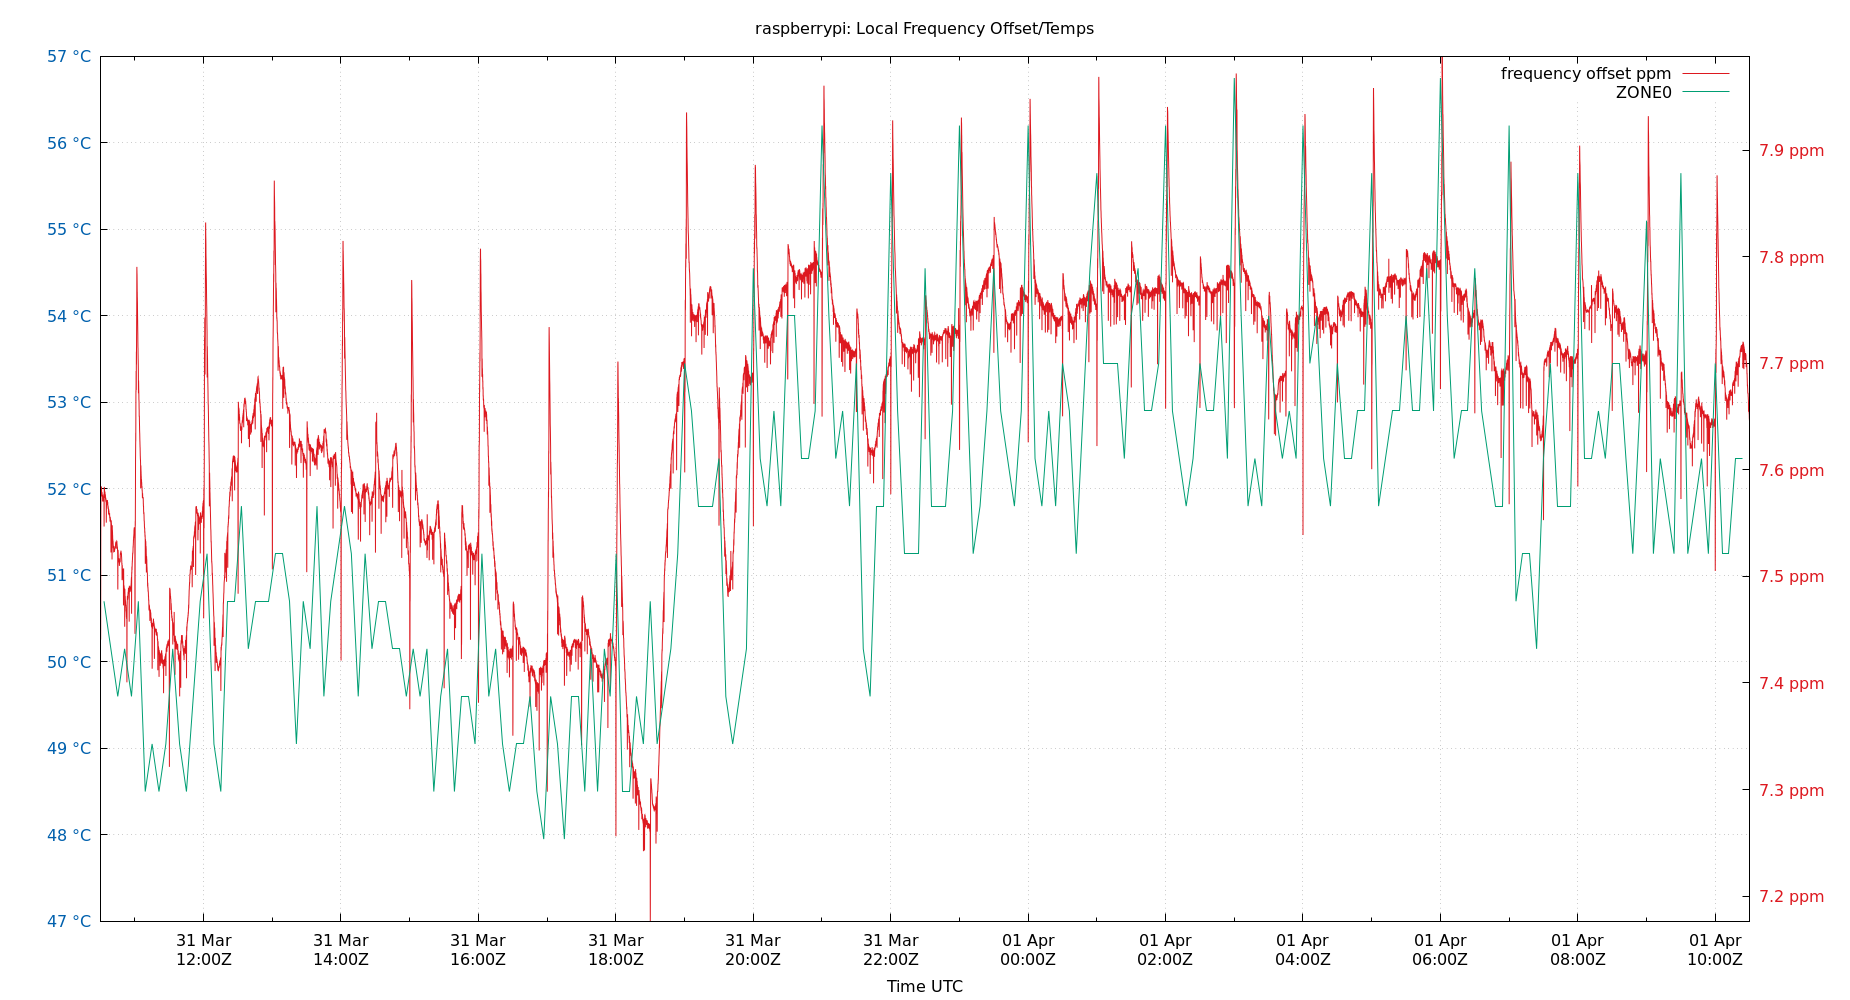 raspberrypi: Local Frequency Offset/Temps
57 °C
56 °C
55 °C
54 °C
53 °C
52 °C
51 °C
50 °C
49 °C
48 °C
47 °C
frequency offset ppm
ZONE0
7.9 ppm
7.8 ppm
7.7 ppm
7.6 ppm
7.5 ppm
7.4 ppm
7.3 ppm
7.2 ppm
31 Mar 31 Mar 31 Mar 31 Mar 31 Mar 31 Mar 01 Apr 01 Apr 01 Apr 01 Apr 01 Apr 01 Apr
12:00Z 14:00Z 16:00Z 18:00Z 20:00Z 22:00Z 00:00Z 02:00Z 04:00Z 06:00Z 08:00Z 10:00Z
Time UTC